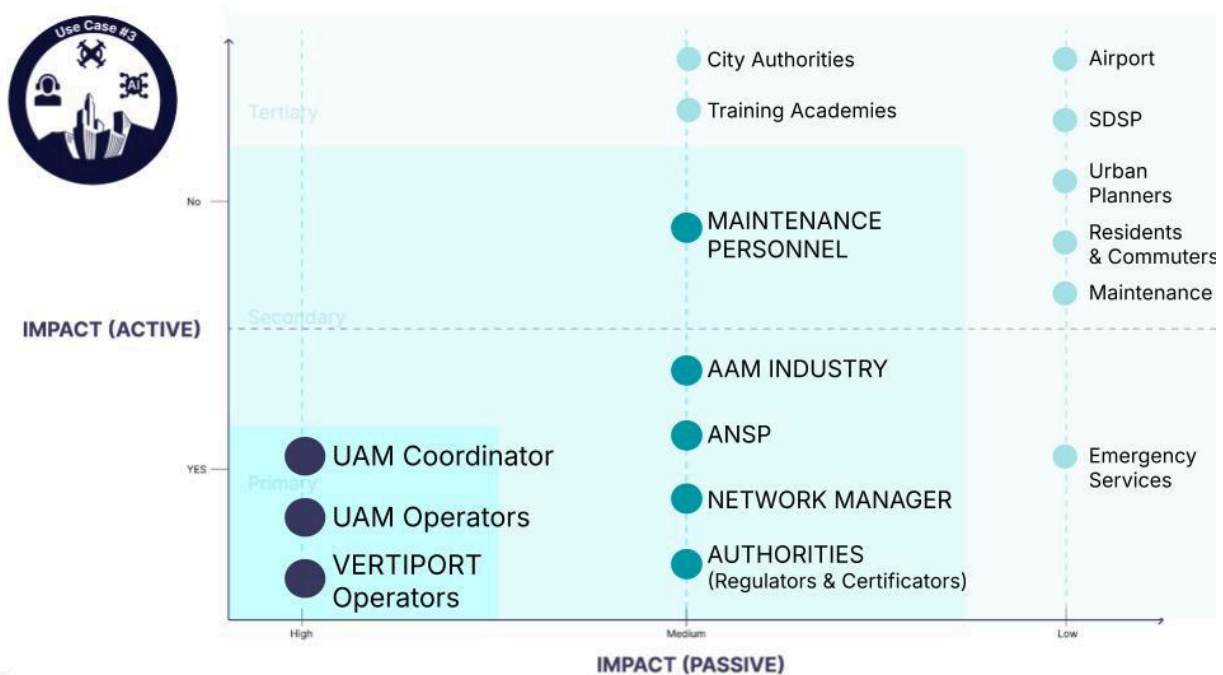 Use Case #3
AI
City Authorities
Airport
Training Academies
SDSP
Tertiary
Urban
Planners
No
MAINTENANCE
PERSONNEL
Residents
& Commuters
Maintenance
Secondary
IMPACT (ACTIVE)
AAM INDUSTRY
UAM Coordinator
ANSP
Emergency
Services
YES
Primary
UAM Operators
NETWORK MANAGER
VERTIPORT
Operators
AUTHORITIES
(Regulators & Certificators)
High
Medium
Low
IMPACT (PASSIVE)